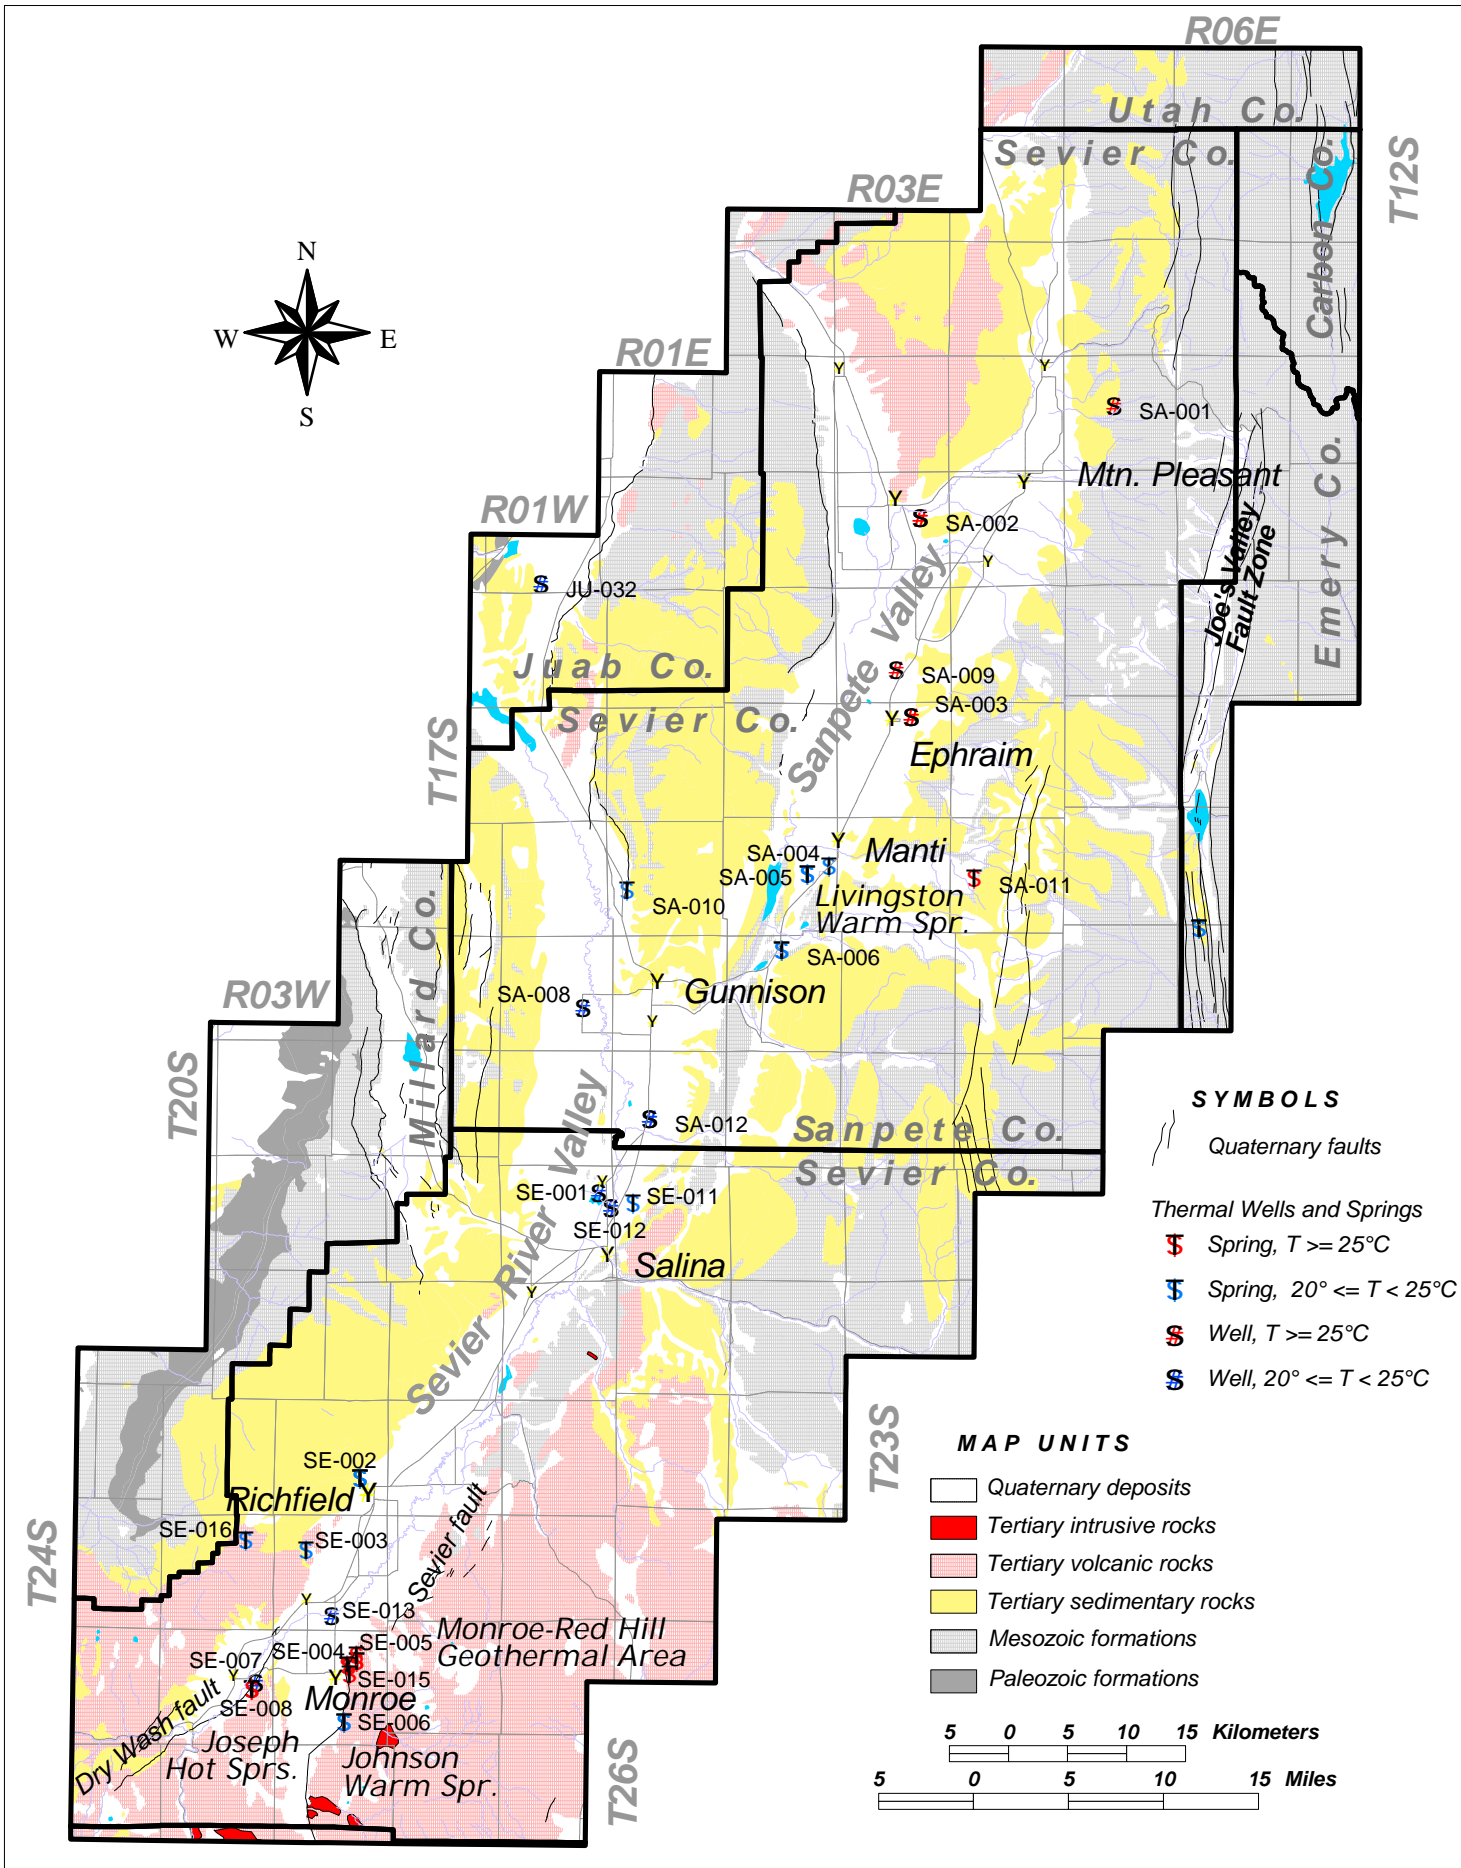 R06E
Utah Co.
Sevier Co.
Carbon Co.
T12S
R03E
N
W
E
S
R01E
SA-001
Mtn. Pleasant
R01W
SA-002
Joe's Valley
Fault Zone
Emery Co.
JU-032
Sanpete Valley
Juab Co.
SA-009
SA-003
Sevier Co.
T17S
Ephraim
SA-004
Manti
SA-005
SA-011
Livingston
Warm Spr.
SA-010
SA-006
Millard Co.
R03W
SA-008
Gunnison
T20S
Sevier River Valley
SA-012
Sanpete Co.
Sevier Co.
SE-001
SE-011
SE-012
Salina
SYMBOLS
Quaternary faults
Thermal Wells and Springs
Spring, T >= 25°C
Spring, 20° <= T < 25°C
Well, T >= 25°C
Well, 20° <= T < 25°C
T23S
MAP UNITS
Quaternary deposits
Tertiary intrusive rocks
Tertiary volcanic rocks
Tertiary sedimentary rocks
Mesozoic formations
Paleozoic formations
SE-002
Richfield
SE-016
SE-003
T24S
Sevier fault
SE-013
Monroe-Red Hill
Geothermal Area
SE-005
SE-004
SE-007
SE-015
SE-008
Monroe
Dry Wash fault
SE-006
Joseph
Hot Sprs.
Johnson
Warm Spr.
T26S
5 0 5 10 15 Kilometers
5 0 5 10 15 Miles